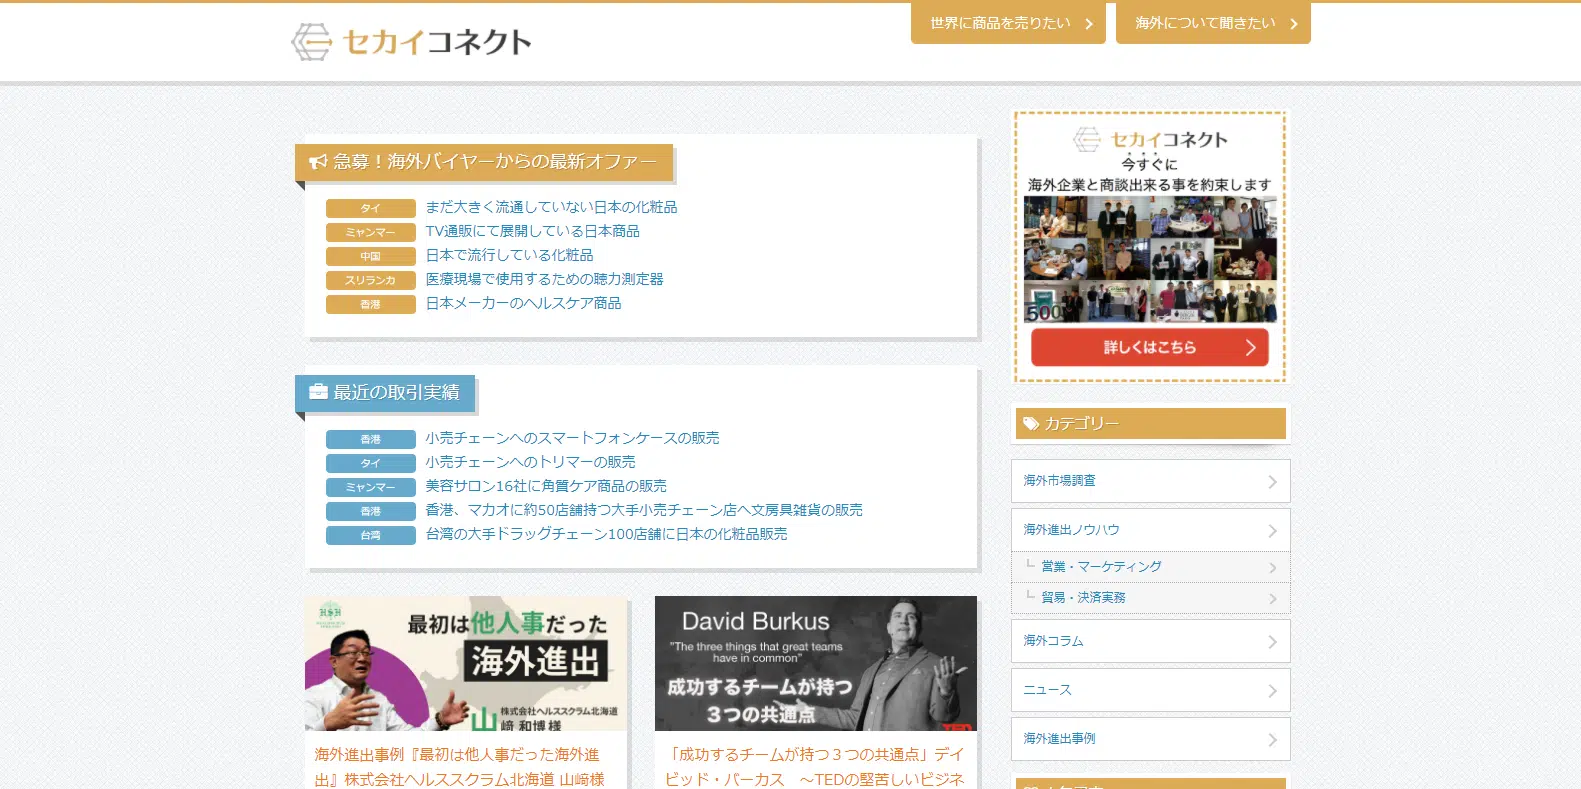 セカイコネクト
世界に商品を売りたい
海外について聞きたい
急募！海外バイヤーからの最新オファー
タイ まだ大きく流通していない日本の化粧品
ミャンマー TV通販にて展開している日本商品
中国 日本で流行している化粧品
スリランカ 医療現場で使用するための聴力測定器
香港 日本メーカーのヘルスケア商品
最近の取引実績
香港 小売チェーンへのスマートフォンケースの販売
タイ 小売チェーンへのトリマーの販売
ミャンマー 美容サロン16社に角質ケア商品の販売
香港 香港、マカオに約50店舗持つ大手小売チェーン店へ文房具雑貨の販売
台湾 台湾の大手ドラッグチェーン100店舗に日本の化粧品販売
HSH
最初は他人事だった
海外進出
株式会社ヘルススクラム北海道
山﨑 和博様
海外進出事例『最初は他人事だった海外進
出』株式会社ヘルススクラム北海道 山﨑様
David Burkus
"The three things that great teams
have in common"
成功するチームが持つ
３つの共通点
TED
「成功するチームが持つ３つの共通点」デイ
ビッド・バーカス　～TEDの堅苦しいビジネ
セカイコネクト
今すぐに
海外企業と商談出来る事を約束します
500
詳しくはこちら
カテゴリー
海外市場調査
海外進出ノウハウ
営業・マーケティング
貿易・決済実務
海外コラム
ニュース
海外進出事例